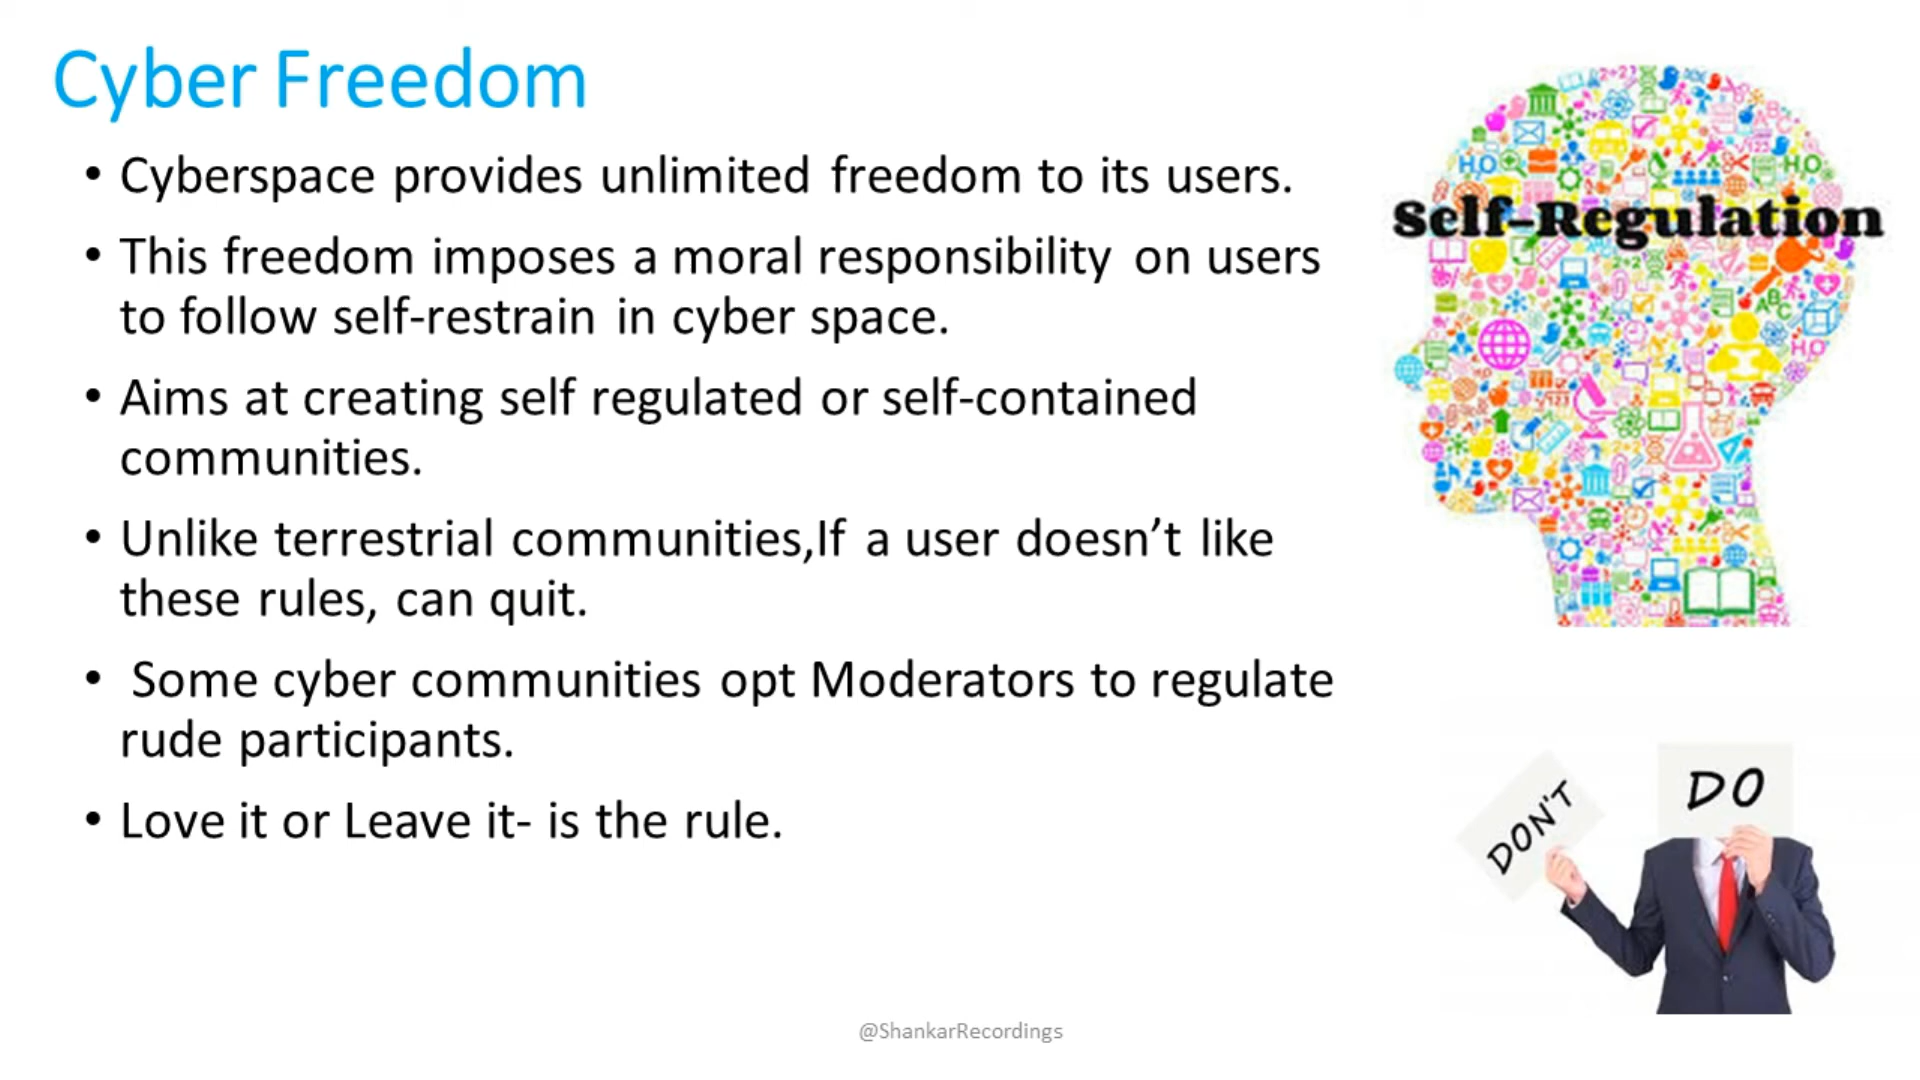 Cyber Freedom
• Cyberspace provides unlimited freedom to its users.
• This freedom imposes a moral responsibility on users
to follow self-restrain in cyber space.
• Aims at creating self regulated or self-contained
communities.
• Unlike terrestrial communities,If a user doesn’t like
these rules, can quit.
• Some cyber communities opt Moderators to regulate
rude participants.
• Love it or Leave it- is the rule.
Self-Regulation
DON'T
DO
@ShankarRecordings